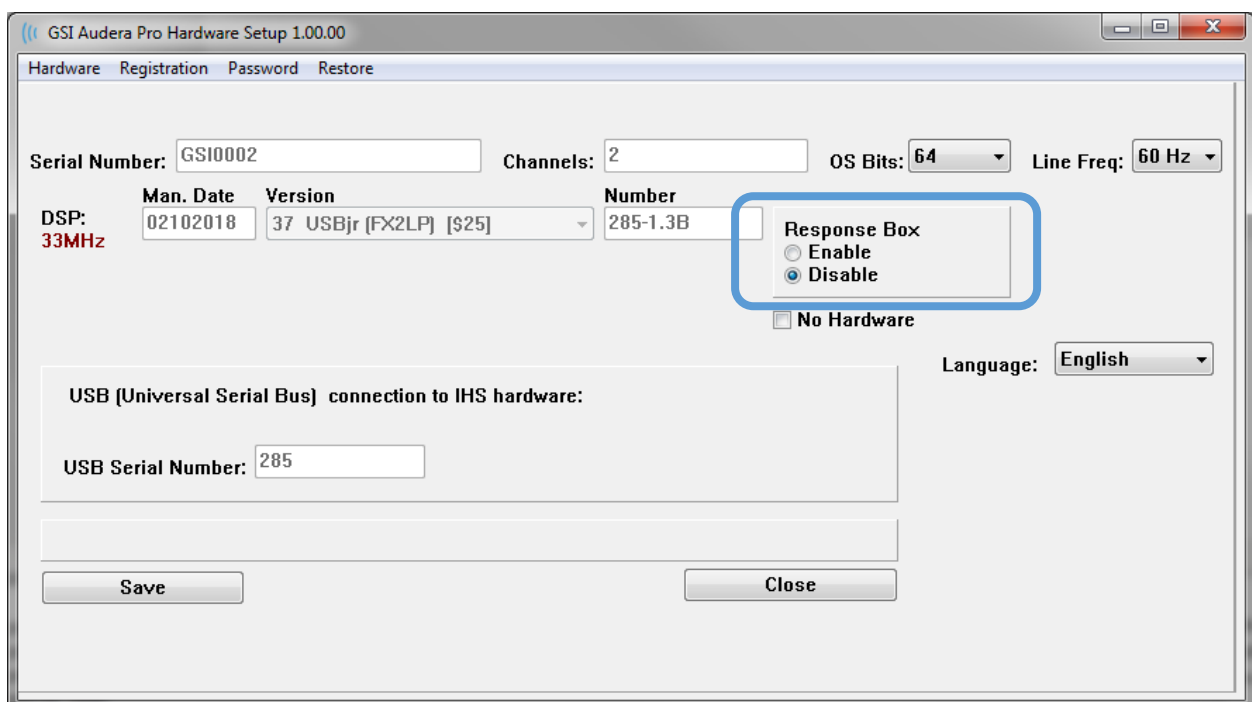 GSI Audera Pro Hardware Setup 1.00.00
Hardware Registration Password Restore
Serial Number: GSI0002 Channels: 2 OS Bits: 64 Line Freq: 60 Hz
Man. Date Version Number
DSP: 02102018 37 USBjr (FX2LP) [$25] 285-1.3B
33MHz
Response Box
Enable
Disable
No Hardware
Language: English
USB (Universal Serial Bus) connection to IHS hardware:
USB Serial Number: 285
Save Close